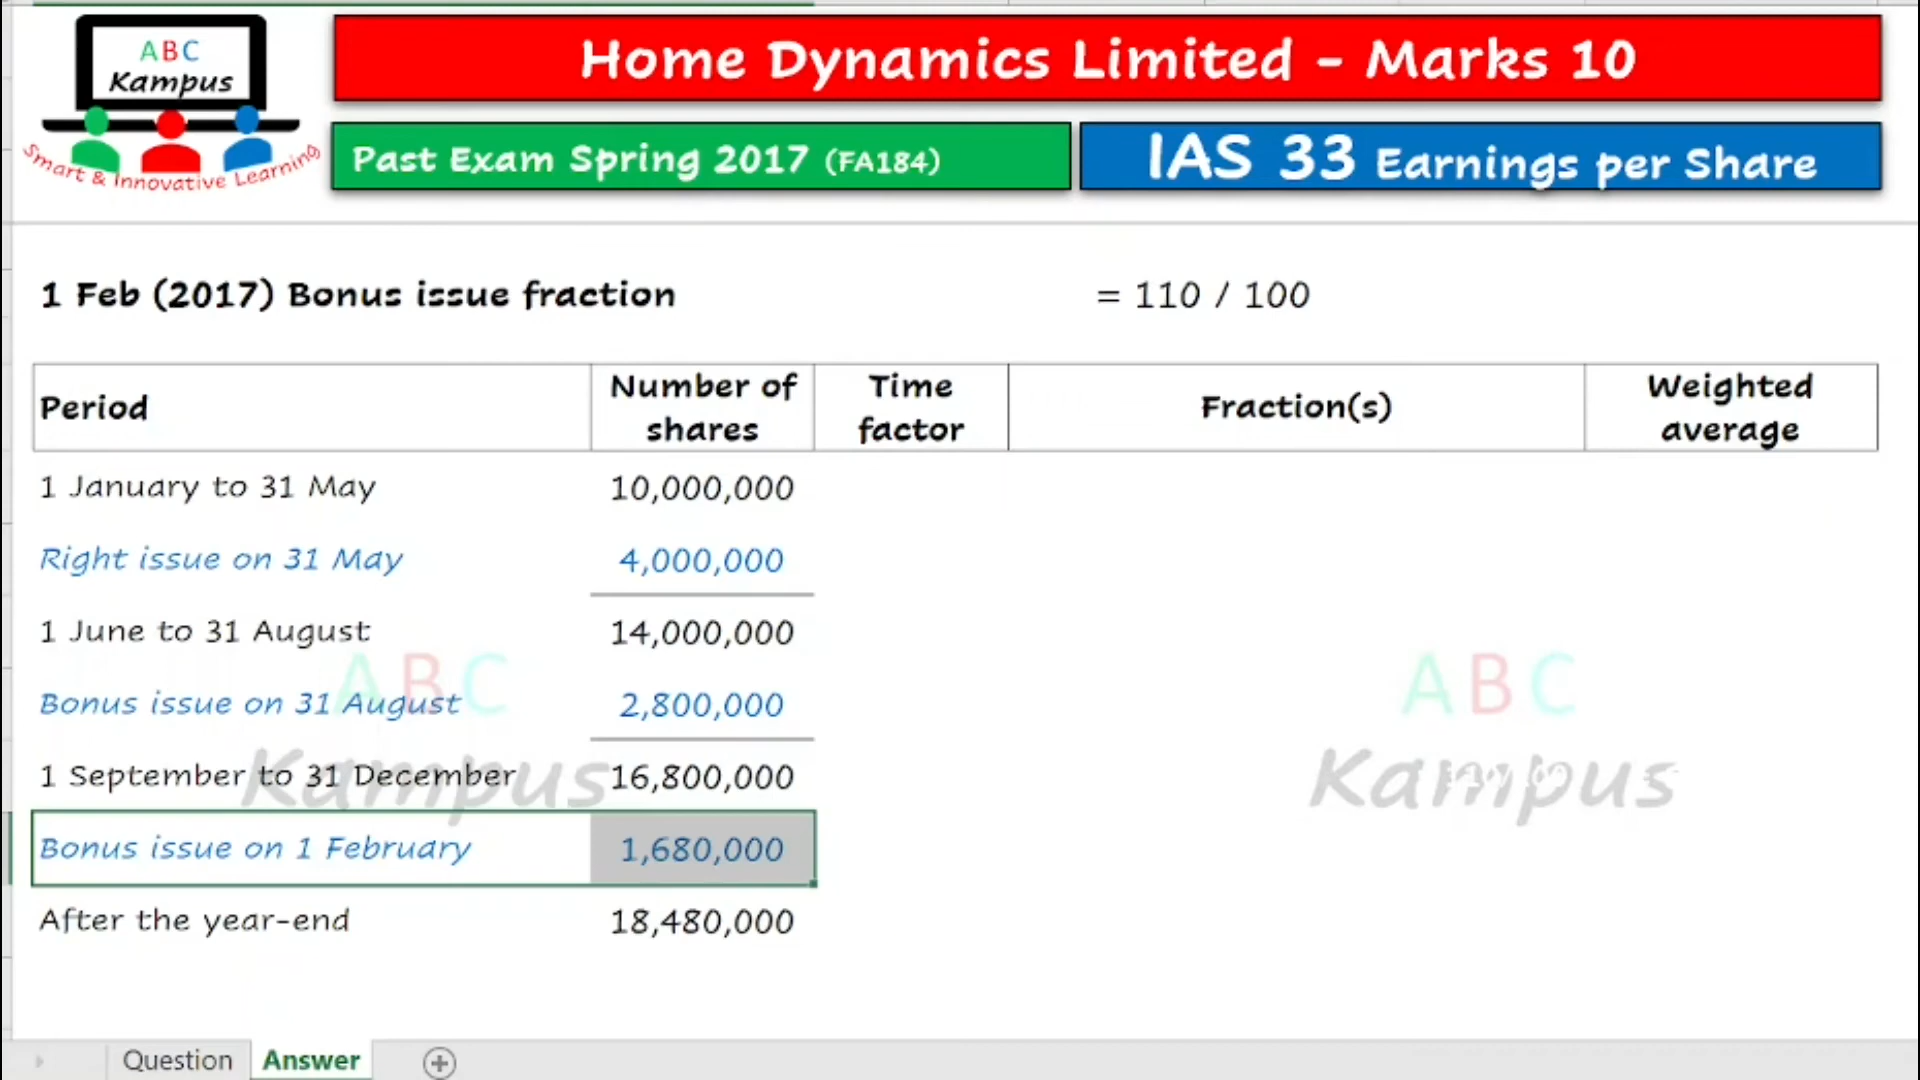 ABC
Kampus
Smart & Innovative Learning
Home Dynamics Limited - Marks 10
Past Exam Spring 2017 (FA184)
IAS 33 Earnings per Share
1 Feb (2017) Bonus issue fraction = 110 / 100
Period Number of shares Time factor Fraction(s) Weighted average
1 January to 31 May 10,000,000
Right issue on 31 May 4,000,000
1 June to 31 August 14,000,000
Bonus issue on 31 August 2,800,000
1 September to 31 December 16,800,000
Bonus issue on 1 February 1,680,000
After the year-end 18,480,000
ABC
Kampus
ABC
Kampus
Question Answer